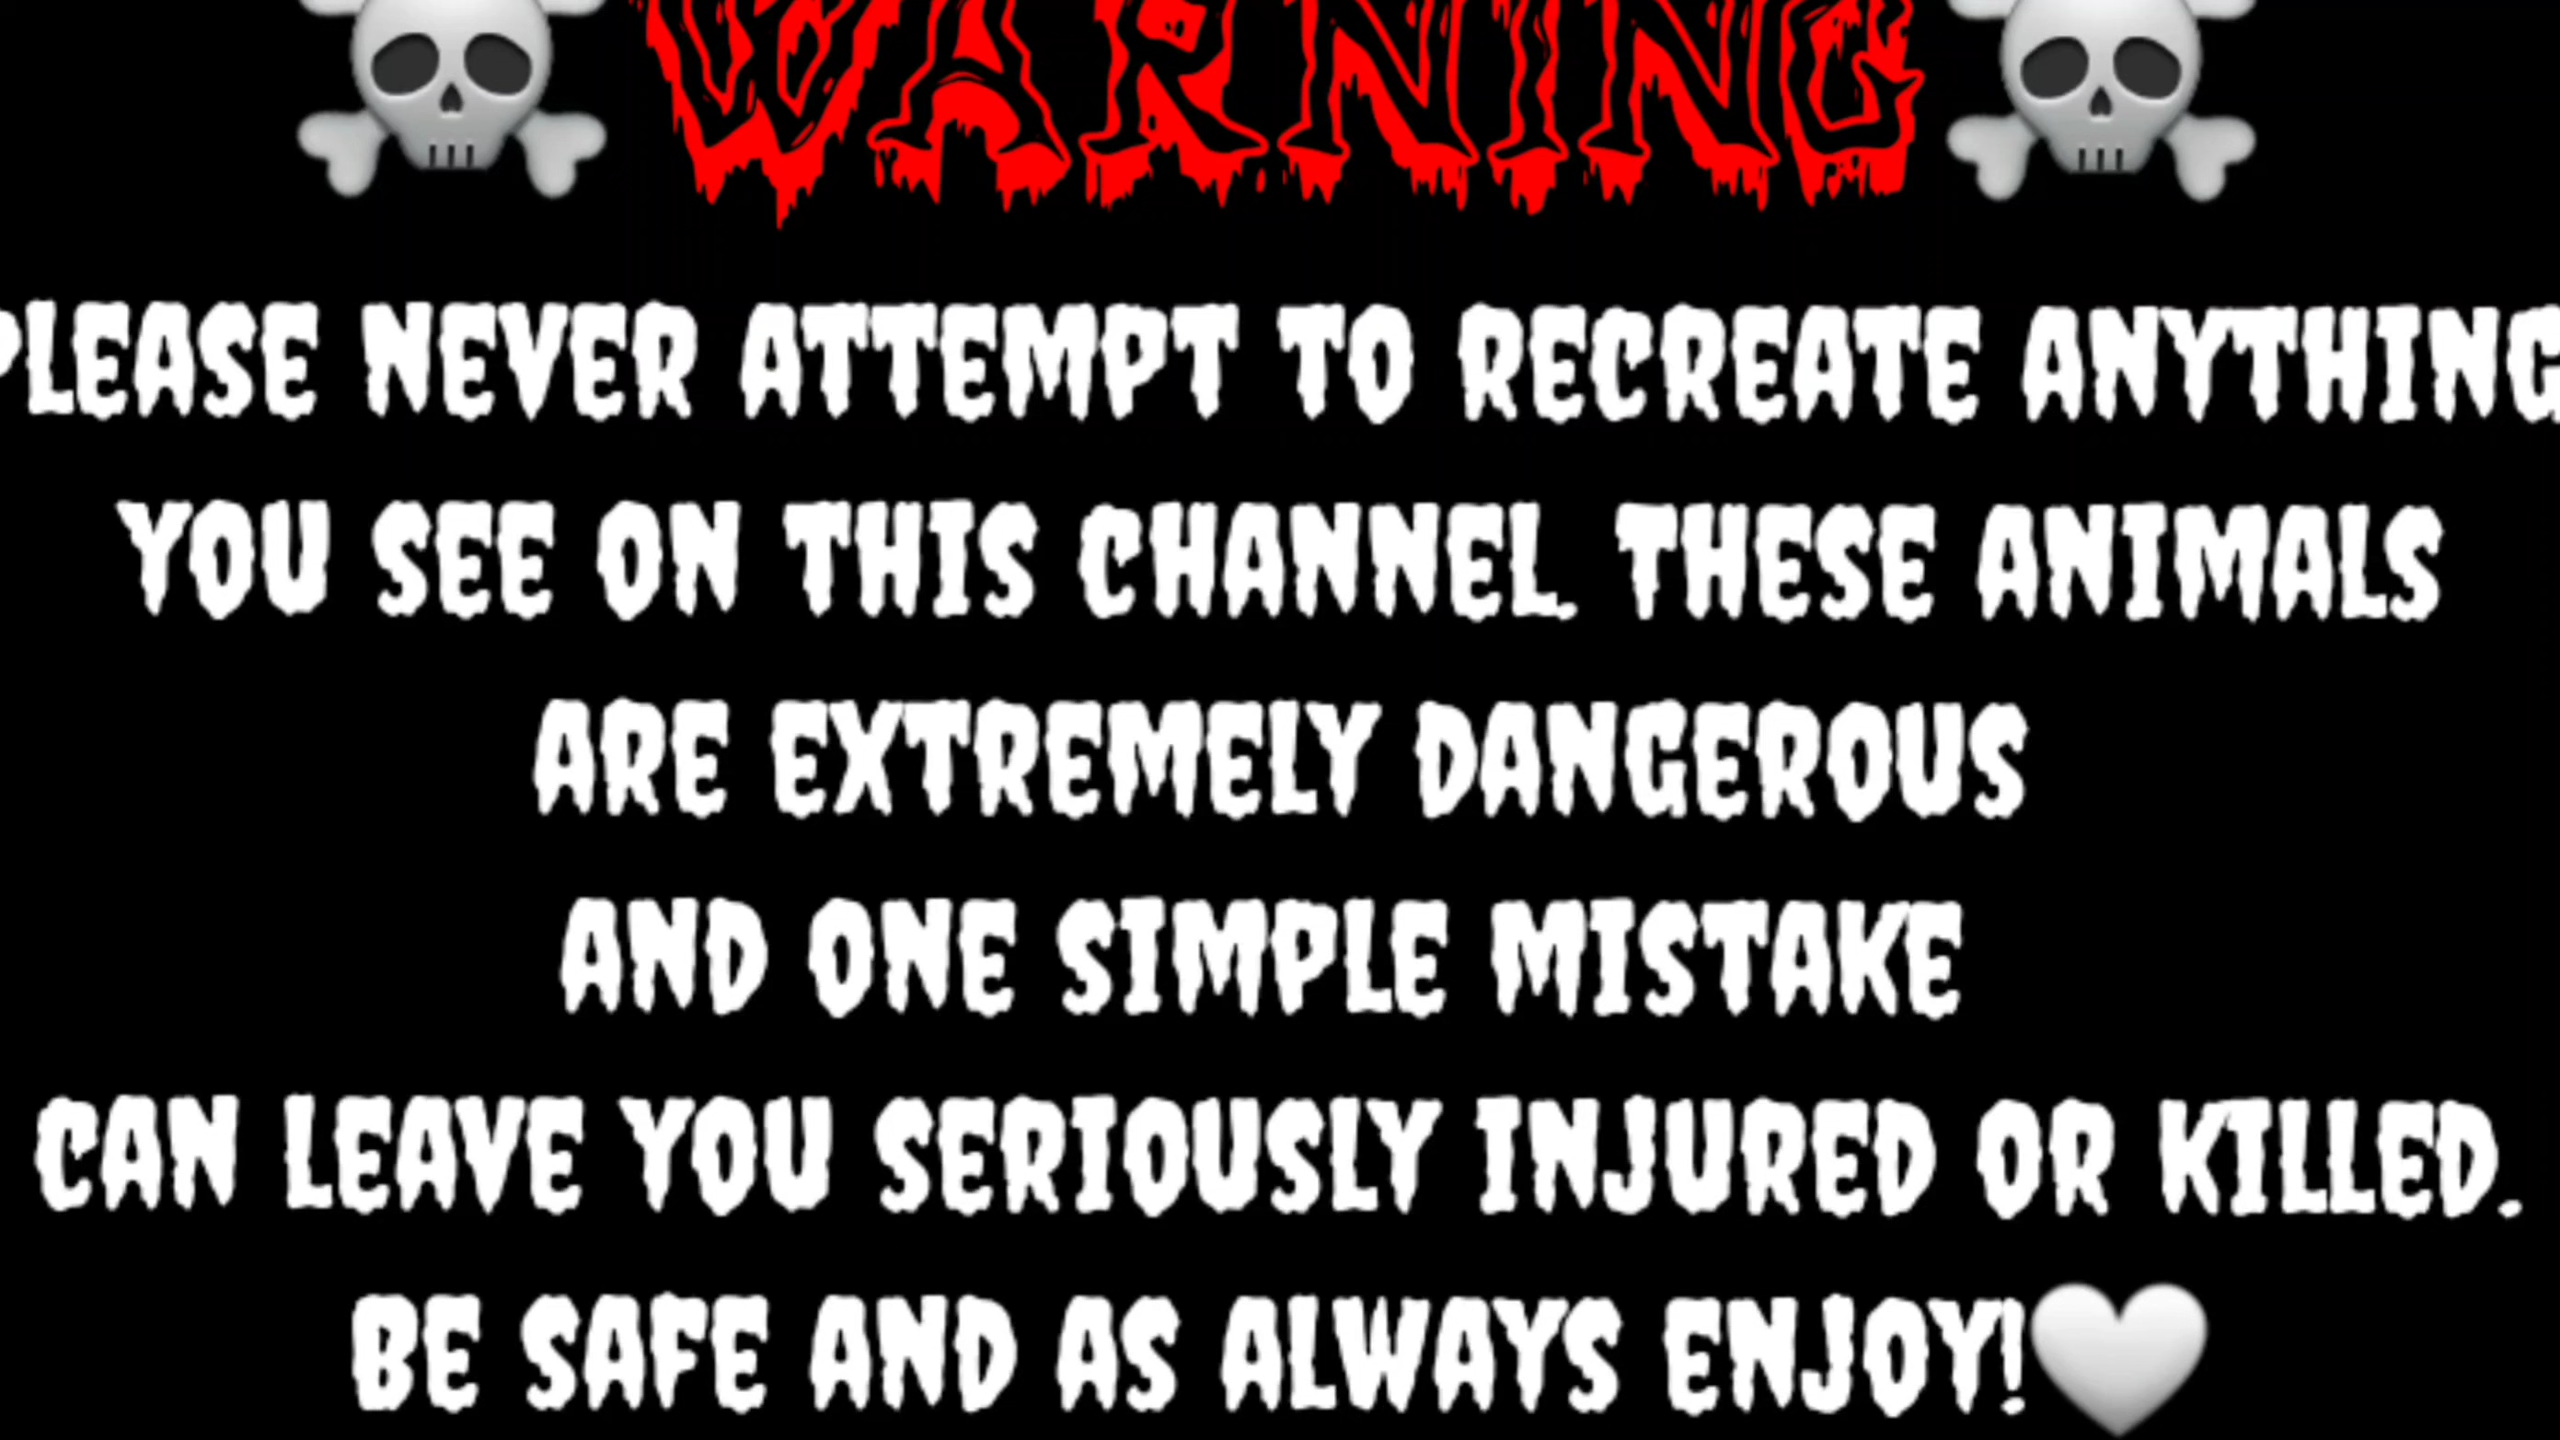 ☠️WARNING☠️
PLEASE NEVER ATTEMPT TO RECREATE ANYTHING
YOU SEE ON THIS CHANNEL. THESE ANIMALS
ARE EXTREMELY DANGEROUS
AND ONE SIMPLE MISTAKE
CAN LEAVE YOU SERIOUSLY INJURED OR KILLED.
BE SAFE AND AS ALWAYS ENJOY!🤍